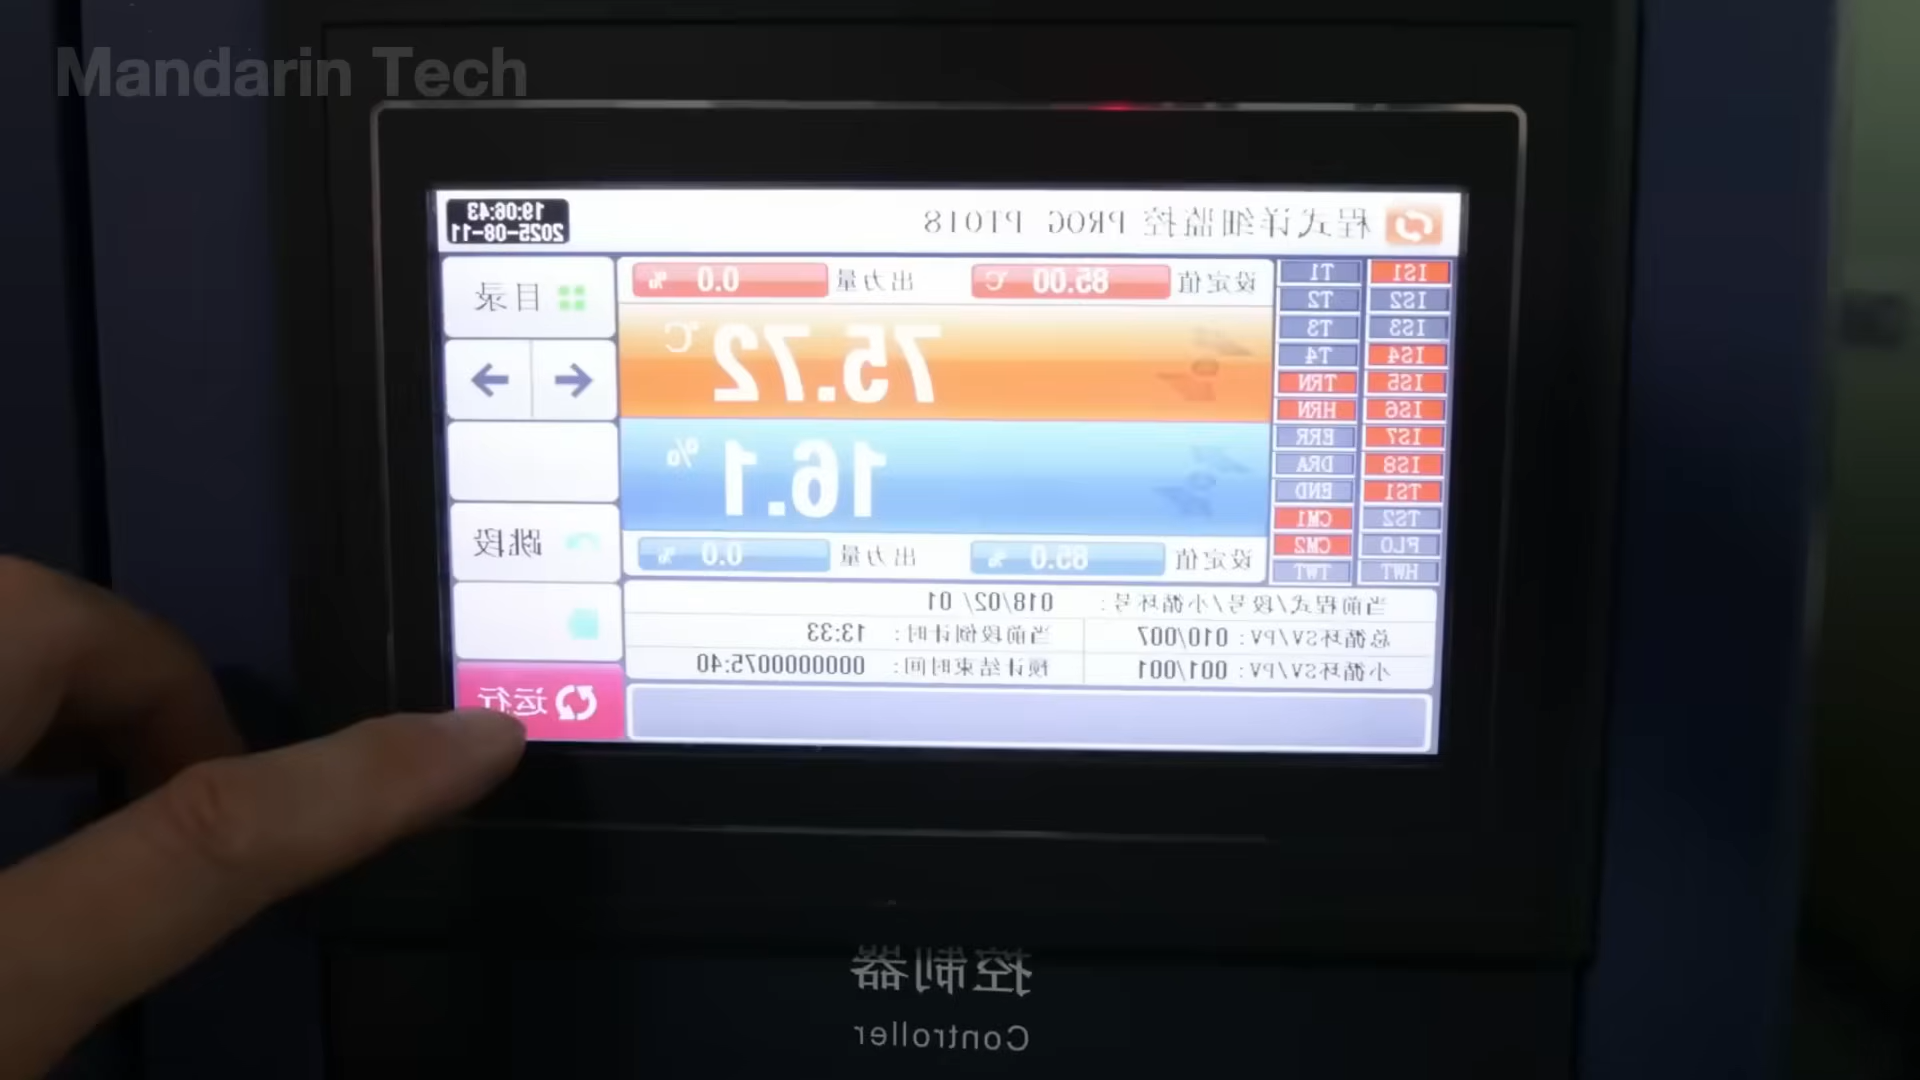 Mandarin Tech
程式详细监控 PROG PT018
19:06:43
2025-08-11
IS1 T1
IS2 T2
IS3 T3
IS4 T4
IS5 TRN
IS6 HRN
IS7 ERR
IS8 DRA
TS1 END
TS2 CM1
FLO CM2
HWT TWT
设定值 85.00 ℃ 出力量 0.0 %
75.72 ℃
16.1 %
设定值 85.0 % 出力量 0.0 %
当前程式/段号/小循环号: 018/02/ 01
总循环SV/PV: 010/007 当前段倒计时: 13:33
小循环SV/PV: 001/001 预计结束时间: 000000075:40
目录
跳段
运行
控制器
Controller